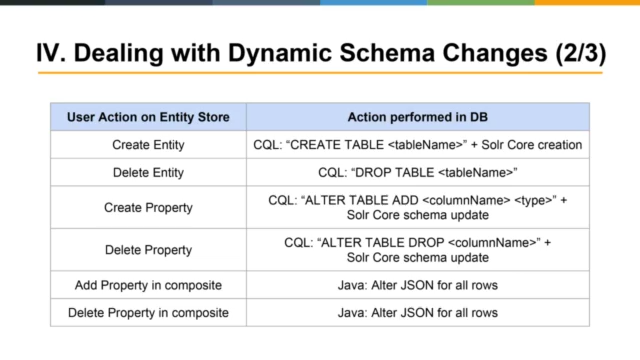 IV. Dealing with Dynamic Schema Changes (2/3)
User Action on Entity Store
Action performed in DB
Create Entity
CQL: “CREATE TABLE <tableName>” + Solr Core creation
Delete Entity
CQL: “DROP TABLE <tableName>”
Create Property
CQL: “ALTER TABLE ADD <columnName> <type>” +
Solr Core schema update
Delete Property
CQL: “ALTER TABLE DROP <columnName>” +
Solr Core schema update
Add Property in composite
Java: Alter JSON for all rows
Delete Property in composite
Java: Alter JSON for all rows